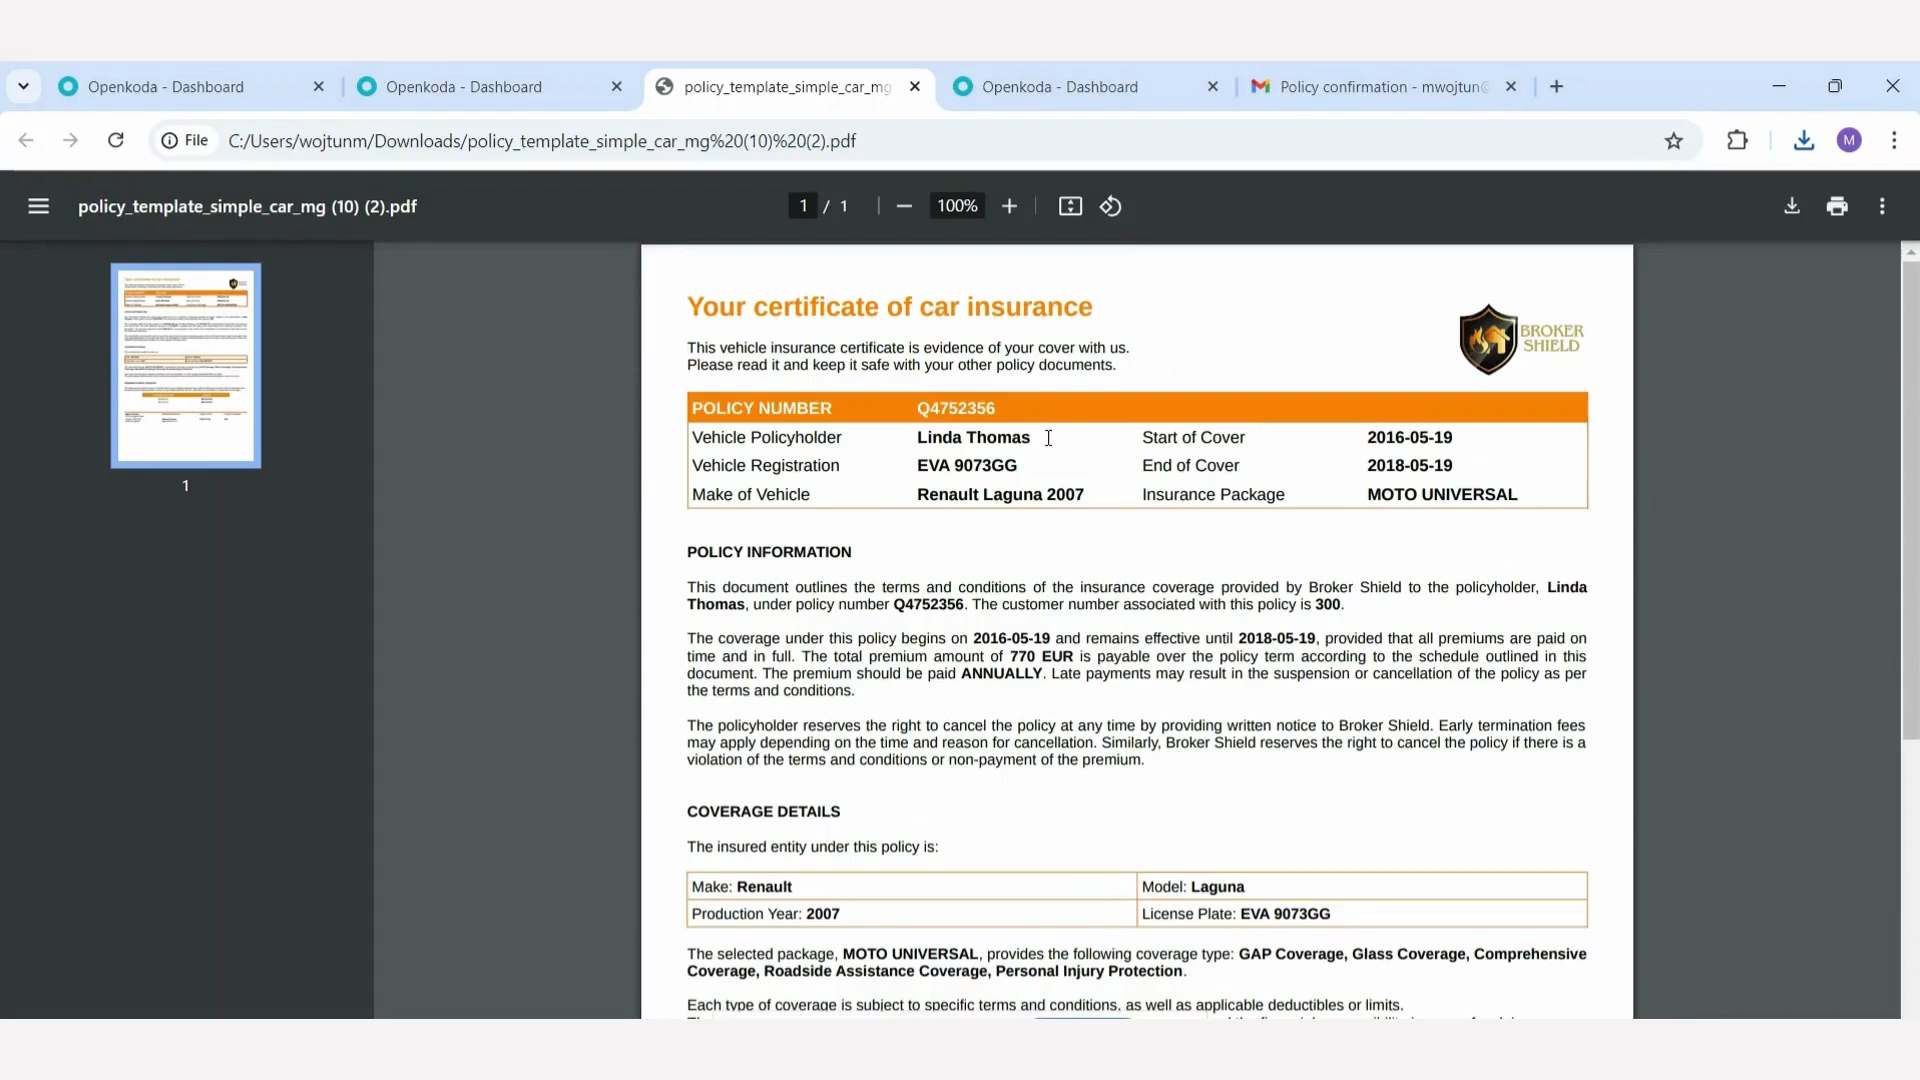 Openkoda - Dashboard
Openkoda - Dashboard
policy_template_simple_car_mg
Openkoda - Dashboard
Policy confirmation - mwojtun@
File
C:/Users/wojtunm/Downloads/policy_template_simple_car_mg%20(10)%20(2).pdf
M
policy_template_simple_car_mg (10) (2).pdf
1 / 1
100%
1
Your certificate of car insurance
This vehicle insurance certificate is evidence of your cover with us.
Please read it and keep it safe with your other policy documents.
BROKER
SHIELD
POLICY NUMBER Q4752356
Vehicle Policyholder Linda Thomas Start of Cover 2016-05-19
Vehicle Registration EVA 9073GG End of Cover 2018-05-19
Make of Vehicle Renault Laguna 2007 Insurance Package MOTO UNIVERSAL
POLICY INFORMATION
This document outlines the terms and conditions of the insurance coverage provided by Broker Shield to the policyholder, Linda
Thomas, under policy number Q4752356. The customer number associated with this policy is 300.
The coverage under this policy begins on 2016-05-19 and remains effective until 2018-05-19, provided that all premiums are paid on
time and in full. The total premium amount of 770 EUR is payable over the policy term according to the schedule outlined in this
document. The premium should be paid ANNUALLY. Late payments may result in the suspension or cancellation of the policy as per
the terms and conditions.
The policyholder reserves the right to cancel the policy at any time by providing written notice to Broker Shield. Early termination fees
may apply depending on the time and reason for cancellation. Similarly, Broker Shield reserves the right to cancel the policy if there is a
violation of the terms and conditions or non-payment of the premium.
COVERAGE DETAILS
The insured entity under this policy is:
Make: Renault Model: Laguna
Production Year: 2007 License Plate: EVA 9073GG
The selected package, MOTO UNIVERSAL, provides the following coverage type: GAP Coverage, Glass Coverage, Comprehensive
Coverage, Roadside Assistance Coverage, Personal Injury Protection.
Each type of coverage is subject to specific terms and conditions, as well as applicable deductibles or limits.